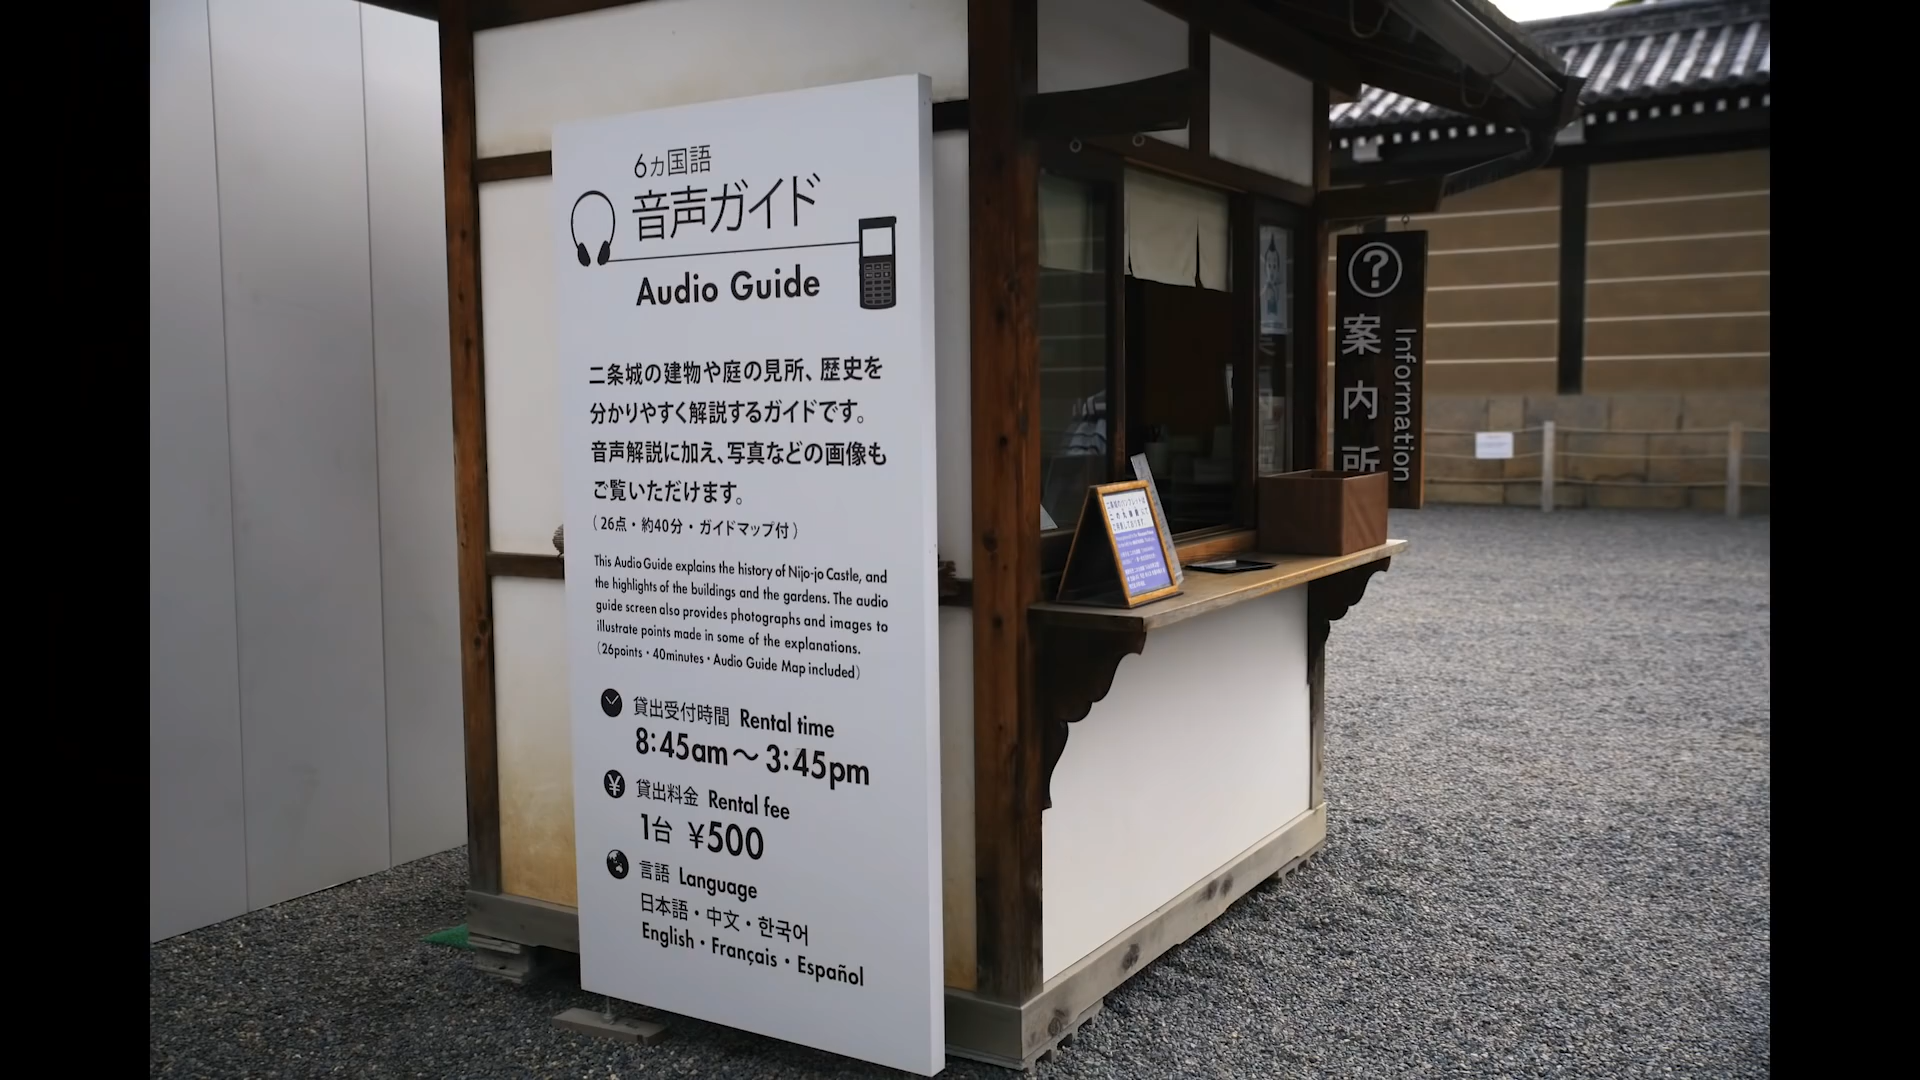 6カ国語
音声ガイド
Audio Guide
二条城の建物や庭の見所、歴史を
分かりやすく解説するガイドです。
音声解説に加え、写真などの画像も
ご覧いただけます。
(26点・約40分・ガイドマップ付)
This Audio Guide explains the history of Nijo-jo Castle, and
the highlights of the buildings and the gardens. The audio
guide screen also provides photographs and images to
illustrate points made in some of the explanations.
(26points・40minutes・Audio Guide Map included)
貸出受付時間 Rental time
8:45am〜3:45pm
¥ 貸出料金 Rental fee
1台 ¥500
言語 Language
日本語・中文・한국어
English・Français・Español
?
案内所
Information